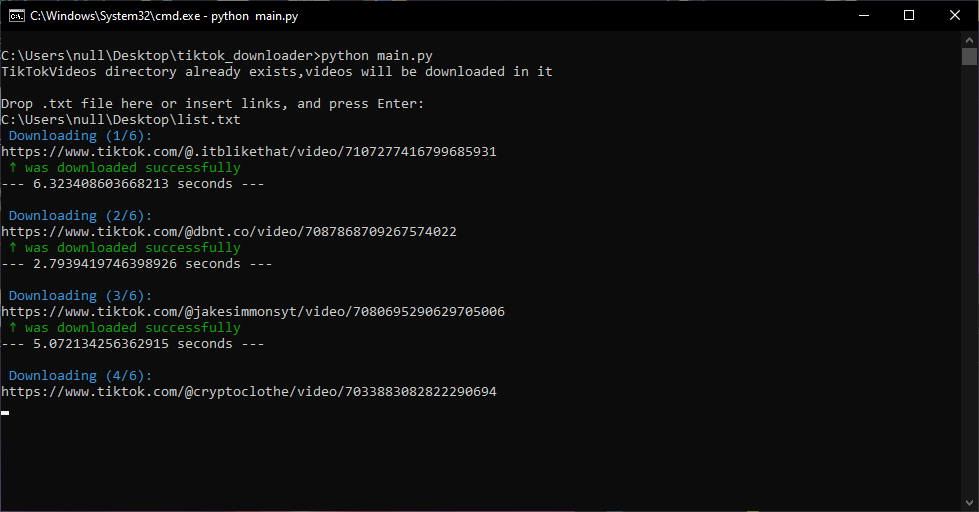 C:\Windows\System32\cmd.exe - python  main.py
C:\Users\null\Desktop\tiktok_downloader>python main.py
TikTokVideos directory already exists,videos will be downloaded in it
Drop .txt file here or insert links, and press Enter:
C:\Users\null\Desktop\list.txt
Downloading (1/6):
https://www.tiktok.com/@.itblikethat/video/7107277416799685931
↑ was downloaded successfully
--- 6.323408603668213 seconds ---
Downloading (2/6):
https://www.tiktok.com/@dbnt.co/video/7087868709267574022
↑ was downloaded successfully
--- 2.7939419746398926 seconds ---
Downloading (3/6):
https://www.tiktok.com/@jakesimmonsyt/video/7080695290629705006
↑ was downloaded successfully
--- 5.072134256362915 seconds ---
Downloading (4/6):
https://www.tiktok.com/@cryptoclothe/video/7033883082822290694